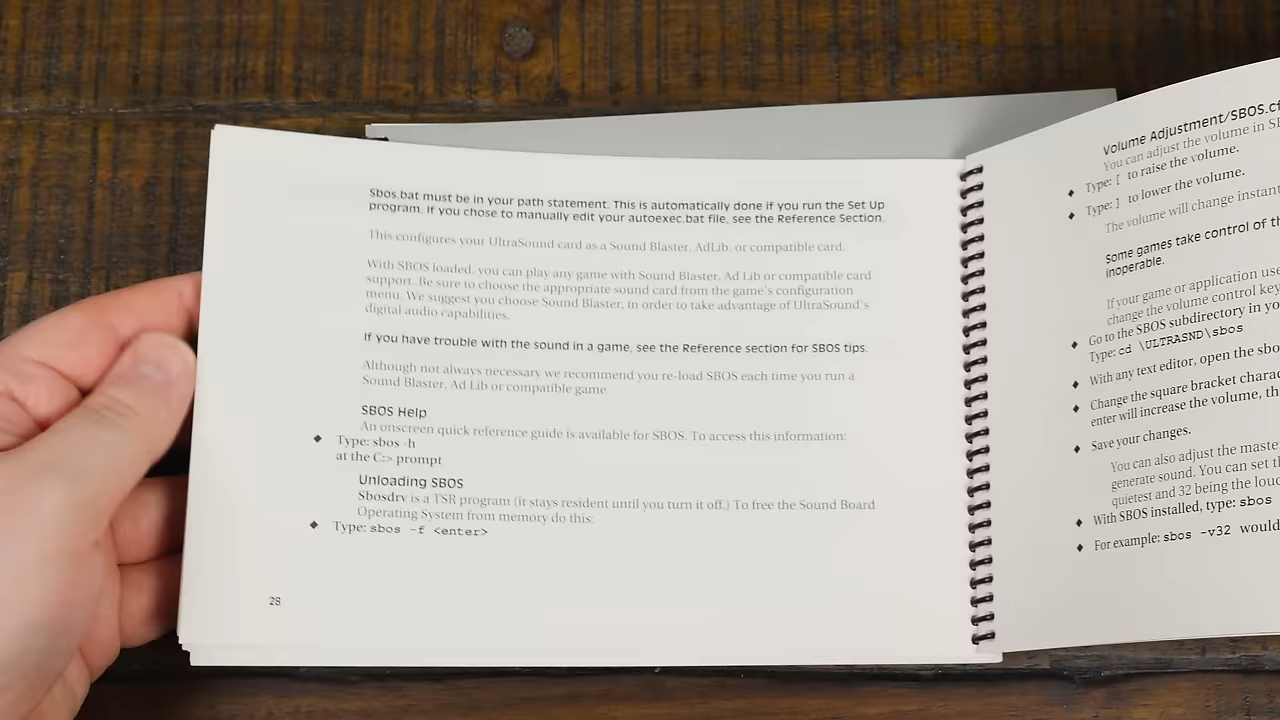 Sbos.bat must be in your path statement. This is automatically done if you run the Set Up
program. If you chose to manually edit your autoexec.bat file, see the Reference Section.
This configures your UltraSound card as a Sound Blaster, AdLib, or compatible card.
With SBOS loaded, you can play any game with Sound Blaster, Ad Lib or compatible card
support. Be sure to choose the appropriate sound card from the game's configuration
menu. We suggest you choose Sound Blaster, in order to take advantage of UltraSound's
digital audio capabilities.
If you have trouble with the sound in a game, see the Reference section for SBOS tips.
Although not always necessary we recommend you re-load SBOS each time you run a
Sound Blaster, Ad Lib or compatible game
SBOS Help
An onscreen quick reference guide is available for SBOS. To access this information:
♦ Type: sbos -h
at the C:> prompt
Unloading SBOS
Sbosdrv is a TSR program (it stays resident until you turn it off.) To free the Sound Board
Operating System from memory do this:
♦ Type: sbos -f <enter>
28
Volume Adjustment/SBOS.cf
You can adjust the volume in
♦ Type: [ to raise the volume.
♦ Type: ] to lower the volume.
The volume will change
Some games take control of
inoperable.
If your game or application
change the volume control
♦ Go to the SBOS subdirectory in
Type: cd \ULTRASND\sbos
♦ With any text editor, open the
♦ Change the square bracket
enter will increase the volume,
♦ Save your changes.
You can also adjust the
generate sound. You can set
quietest and 32 being the
♦ With SBOS installed, type: sbos
♦ For example: sbos -v32 would